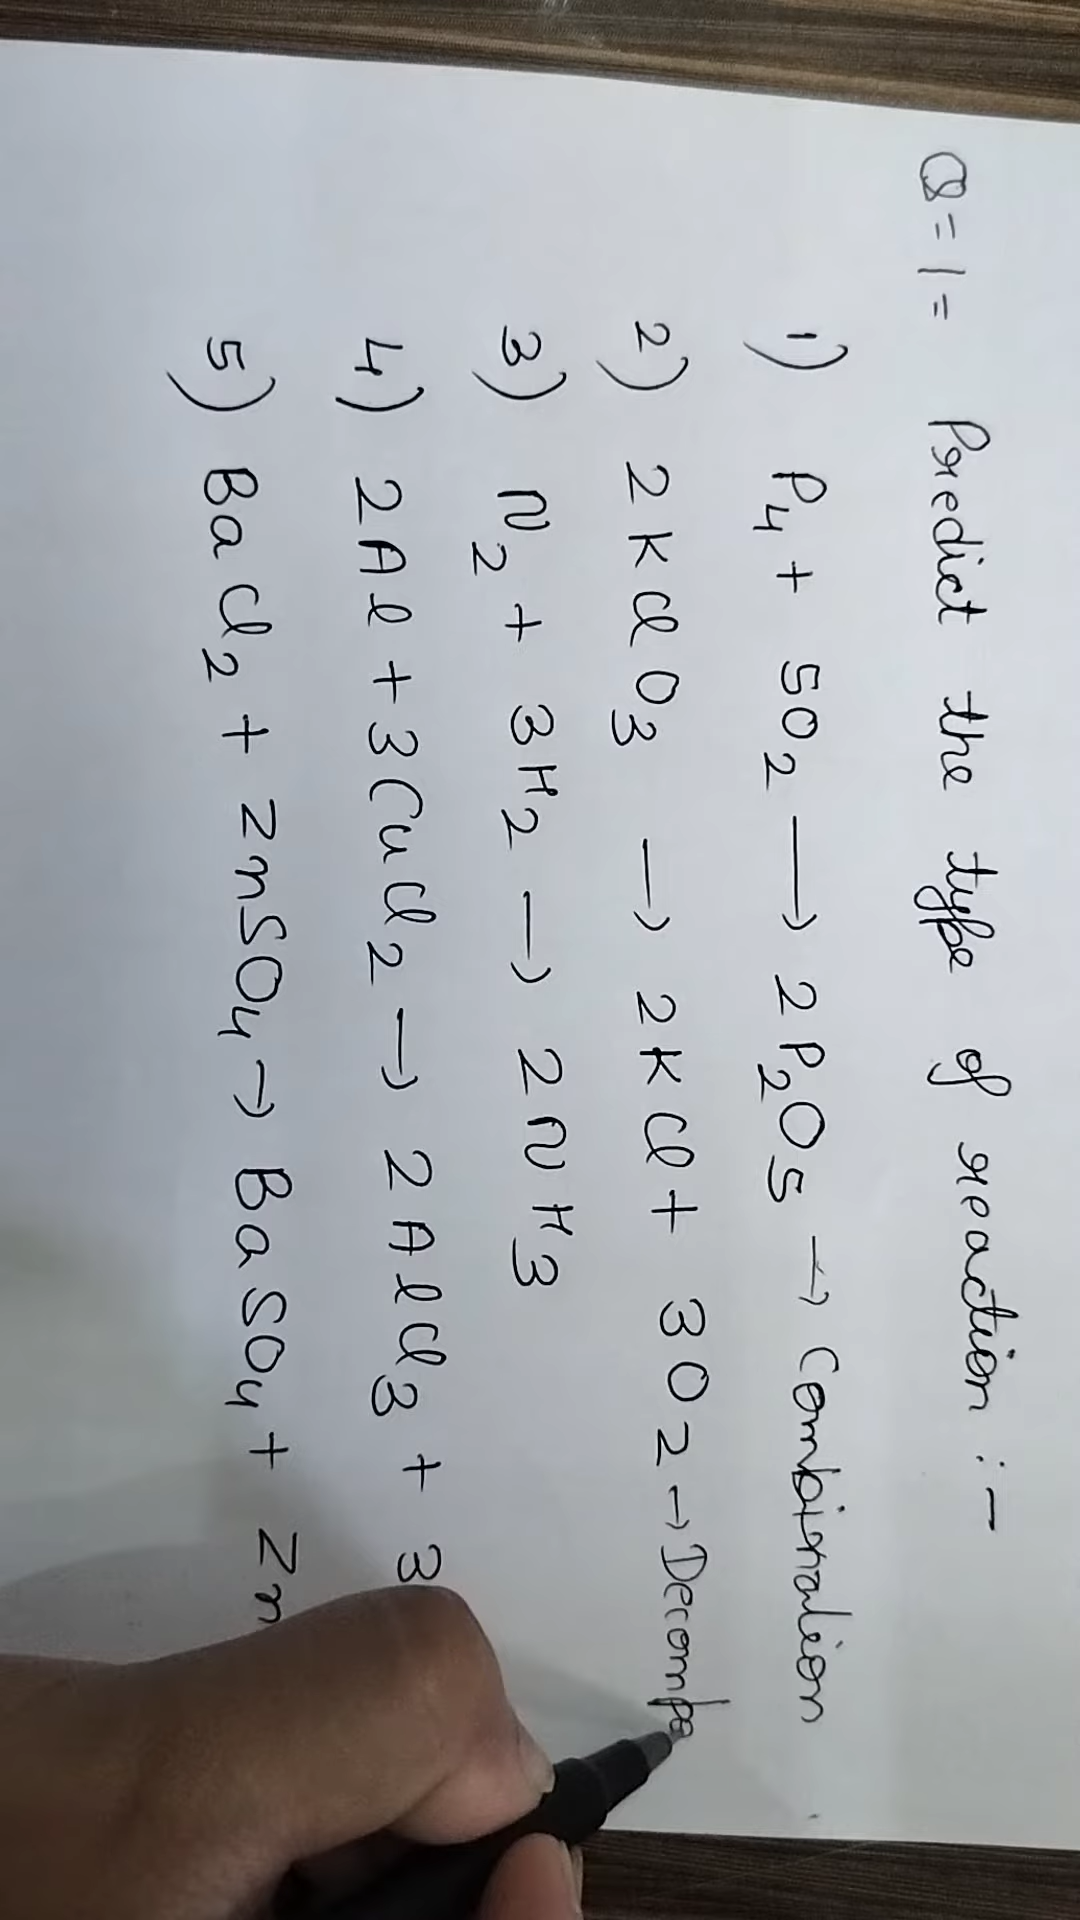 Q=1= Predict the type of reaction :-
1) P₄ + 5O₂ → 2P₂O₅ → Combination
2) 2KClO₃ → 2KCl + 3O₂ → Decompo
3) N₂ + 3H₂ → 2NH₃
4) 2Al + 3CuCl₂ → 2AlCl₃ + 3
5) BaCl₂ + ZnSO₄ → BaSO₄ + Zn